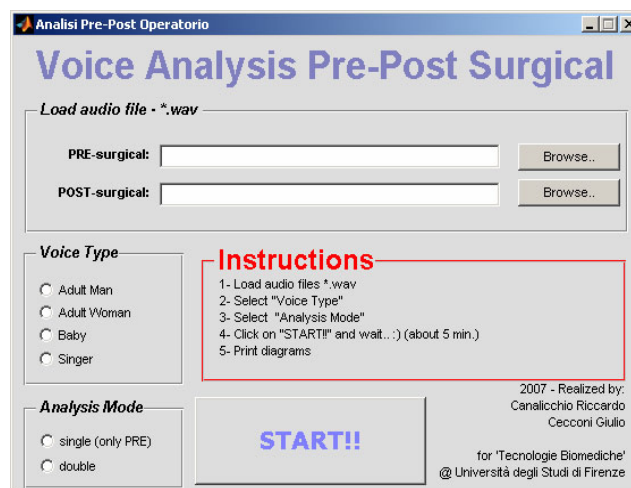 Analisi Pre-Post Operatorio
Voice Analysis Pre-Post Surgical
Load audio file - *.wav
PRE-surgical:
Browse..
POST-surgical:
Browse..
Voice Type
Adult Man
Adult Woman
Baby
Singer
Instructions
1- Load audio files *.wav
2- Select "Voice Type"
3- Select "Analysis Mode"
4- Click on "START!!" and wait.. :) (about 5 min.)
5- Print diagrams
Analysis Mode
single (only PRE)
double
START!!
2007 - Realized by:
Canalicchio Riccardo
Cecconi Giulio
for 'Tecnologie Biomediche'
@ Università degli Studi di Firenze